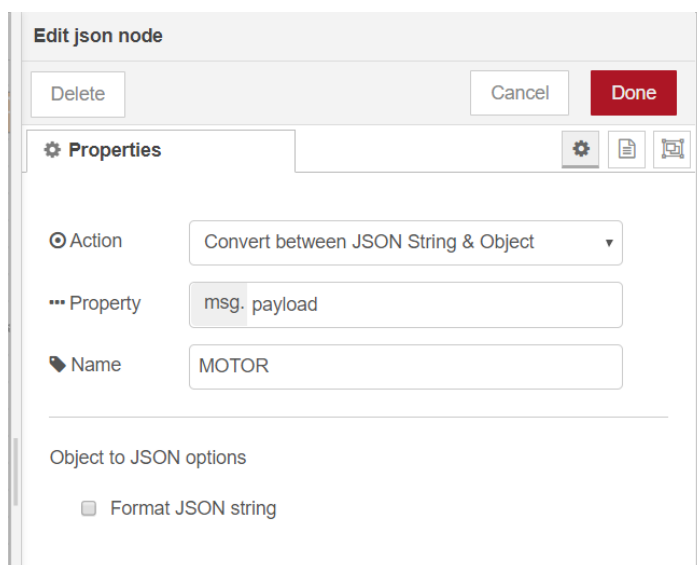 Edit json node
Delete
Cancel
Done
Properties
Action
Convert between JSON String & Object
Property
msg. payload
Name
MOTOR
Object to JSON options
Format JSON string